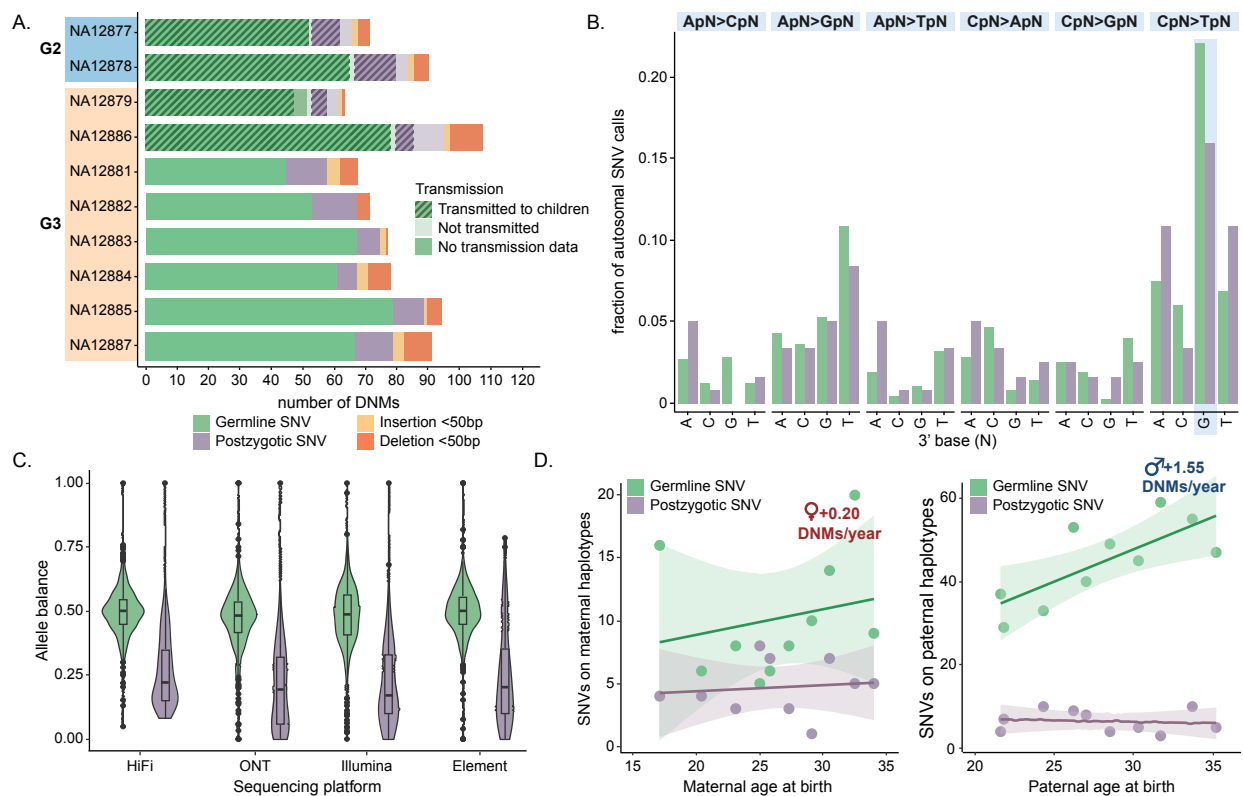 A.
G2
NA12877
NA12878
G3
NA12879
NA12886
NA12881
NA12882
NA12883
NA12884
NA12885
NA12887
Transmission
Transmitted to children
Not transmitted
No transmission data
0 10 20 30 40 50 60 70 80 90 100 110 120
number of DNMs
Germline SNV
Postzygotic SNV
Insertion <50bp
Deletion <50bp
B.
ApN>CpN ApN>GpN ApN>TpN CpN>ApN CpN>GpN CpN>TpN
fraction of autosomal SNV calls
0.20
0.15
0.10
0.05
0
A C G T A C G T A C G T A C G T A C G T A C G T
3' base (N)
C.
Allele balance
1.00
0.75
0.50
0.25
0.00
HiFi ONT Illumina Element
Sequencing platform
D.
Germline SNV
Postzygotic SNV
♀+0.20
DNMs/year
SNVs on maternal haplotypes
20
15
10
5
0
15 20 25 30 35
Maternal age at birth
Germline SNV
Postzygotic SNV
♂+1.55
DNMs/year
SNVs on paternal haplotypes
60
40
20
0
20 25 30 35
Paternal age at birth